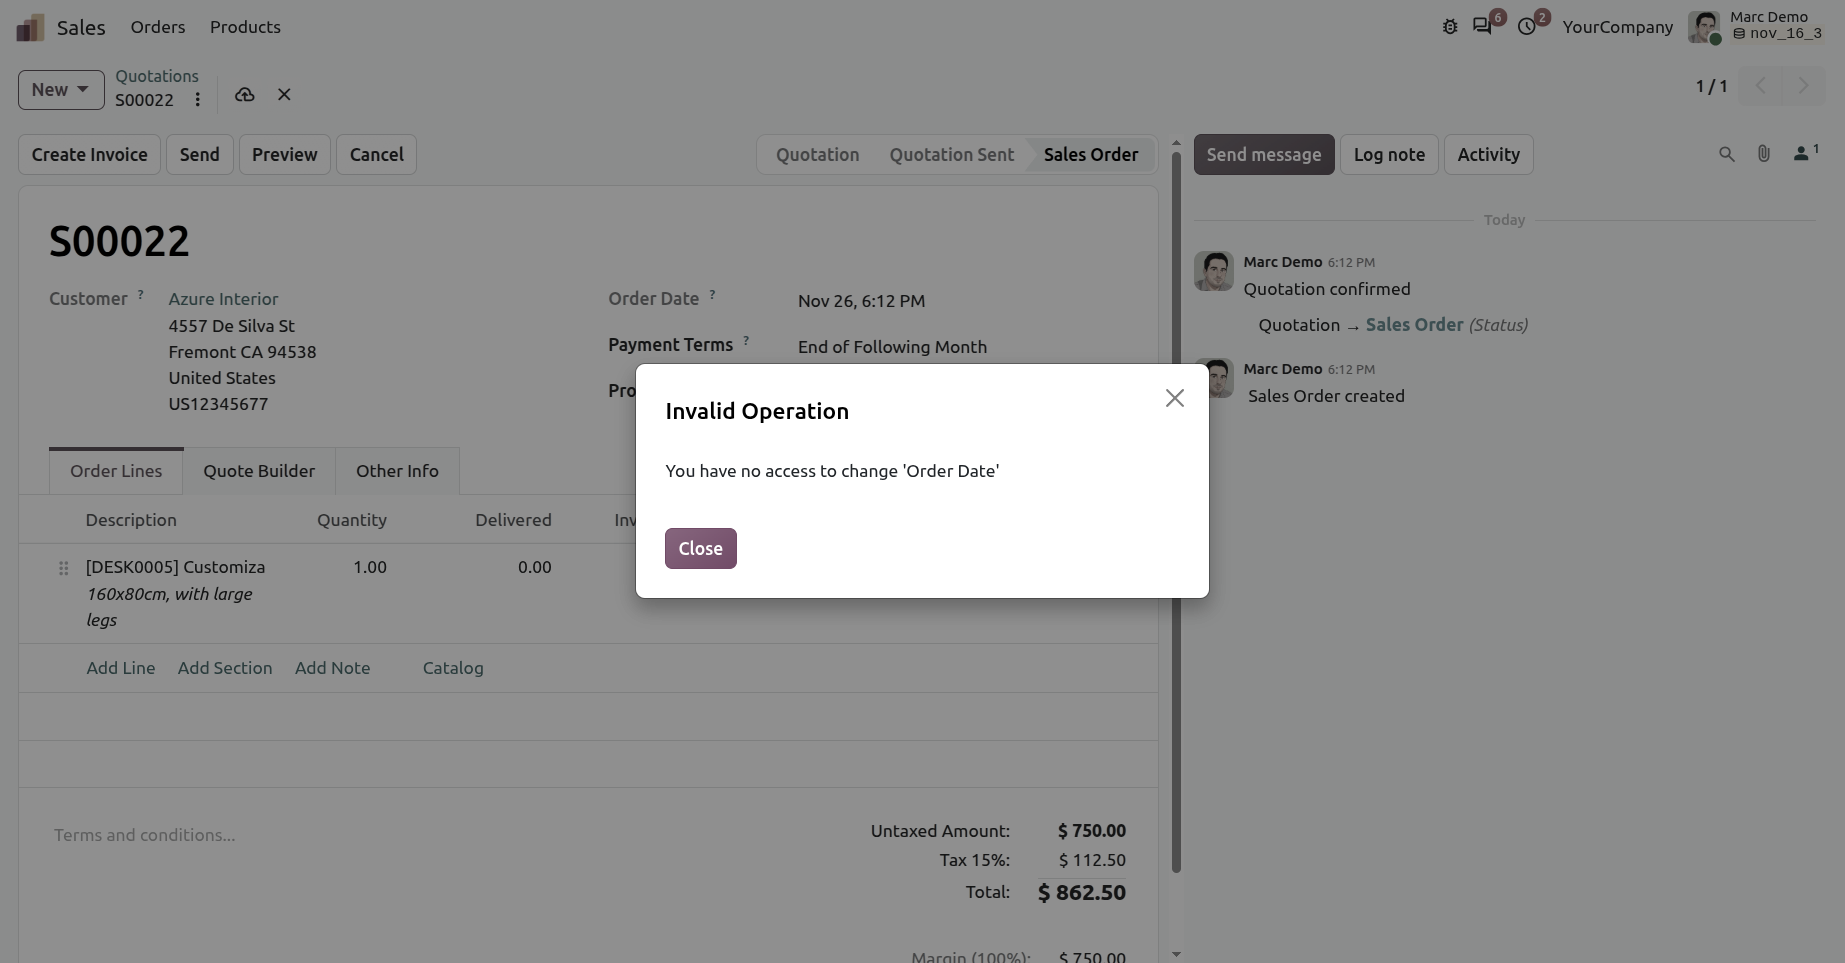 Sales Orders Products 6 2 YourCompany Marc Demo
nov_16_3
New Quotations
S00022
1 / 1
Create Invoice Send Preview Cancel Quotation Quotation Sent Sales Order Send message Log note Activity 1
Today
S00022
Marc Demo 6:12 PM
Quotation confirmed
Quotation → Sales Order (Status)
Marc Demo 6:12 PM
Sales Order created
Customer ? Azure Interior
4557 De Silva St
Fremont CA 94538
United States
US12345677
Order Date ? Nov 26, 6:12 PM
Payment Terms ? End of Following Month
Pro
Invalid Operation
You have no access to change 'Order Date'
Close
Order Lines Quote Builder Other Info
Description Quantity Delivered Inv
[DESK0005] Customiza 1.00 0.00
160x80cm, with large
legs
Add Line Add Section Add Note Catalog
Terms and conditions...
Untaxed Amount: $ 750.00
Tax 15%: $ 112.50
Total: $ 862.50
Margin (100%): $ 750.00